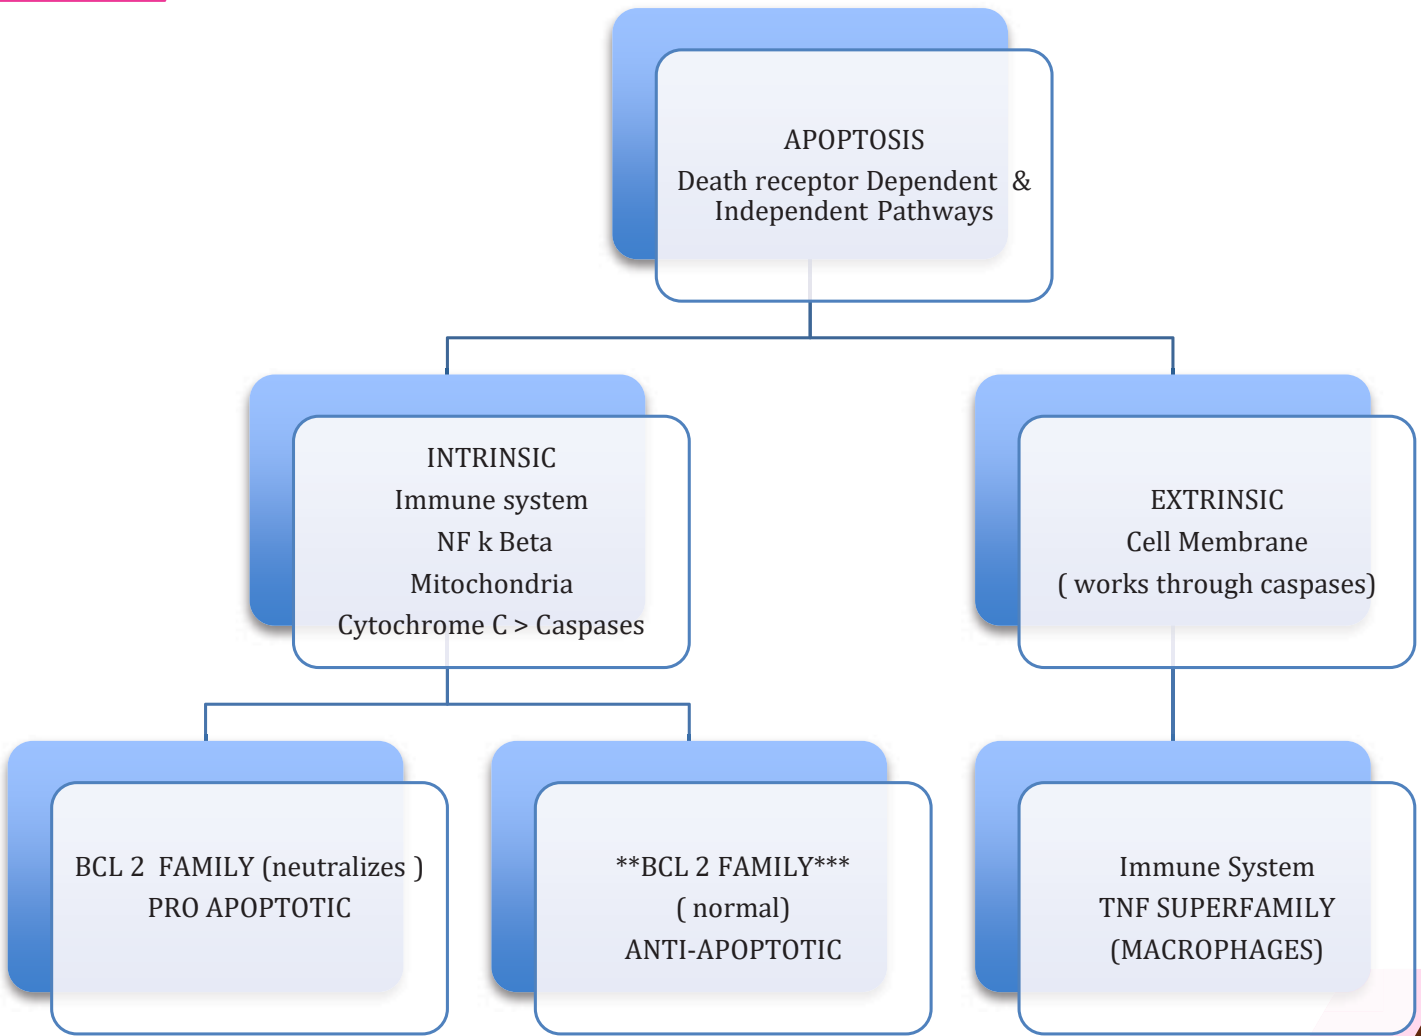 APOPTOSIS
Death receptor Dependent &
Independent Pathways
INTRINSIC
Immune system
NF k Beta
Mitochondria
Cytochrome C > Caspases
EXTRINSIC
Cell Membrane
( works through caspases)
BCL 2 FAMILY (neutralizes )
PRO APOPTOTIC
**BCL 2 FAMILY***
( normal)
ANTI-APOPTOTIC
Immune System
TNF SUPERFAMILY
(MACROPHAGES)